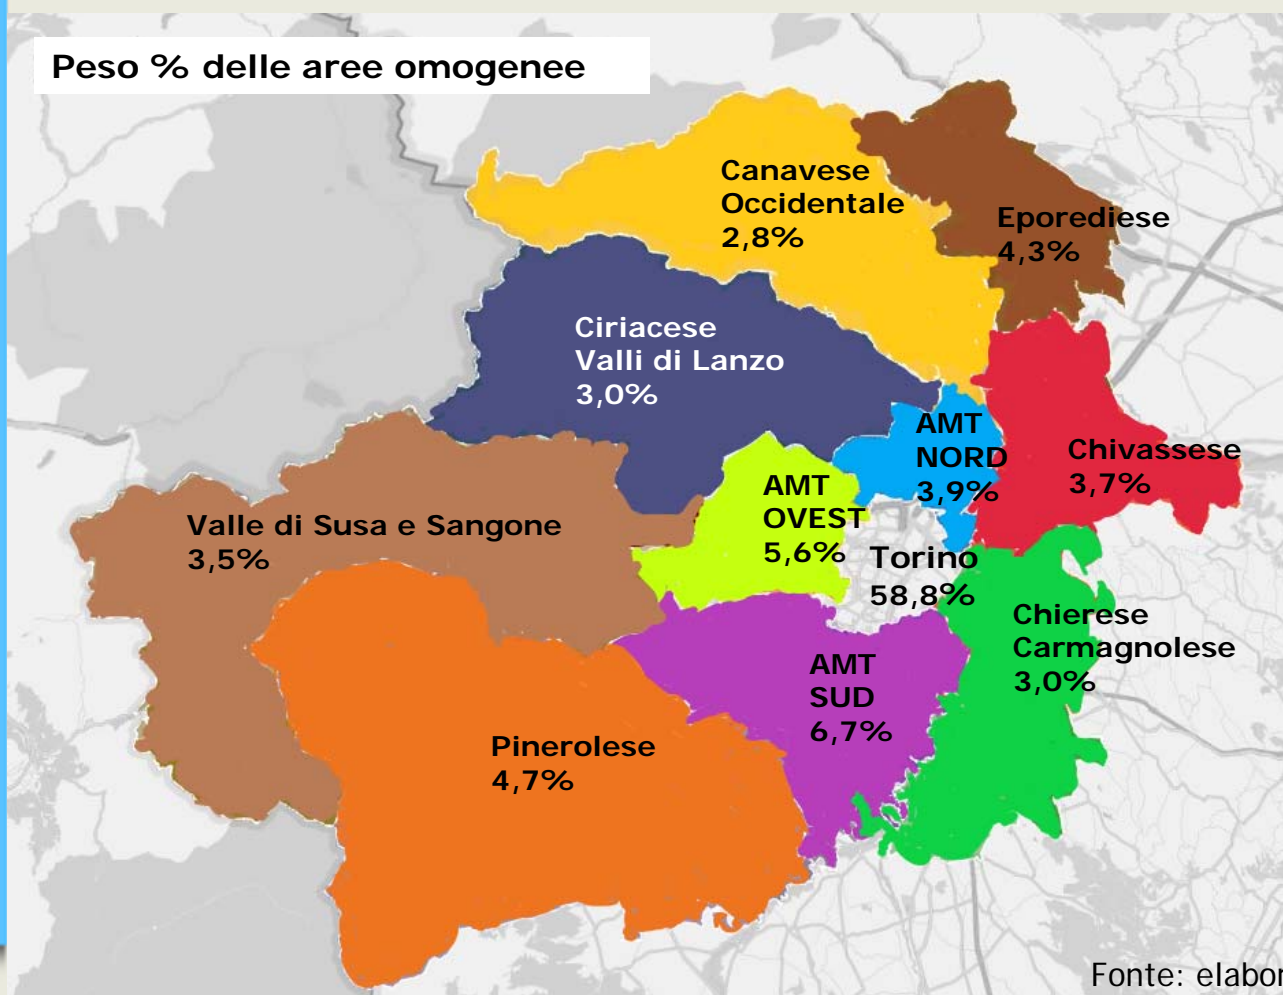 Peso % delle aree omogenee
Canavese
Occidentale
2,8%
Eporediese
4,3%
Ciriacese
Valli di Lanzo
3,0%
AMT
NORD
3,9%
Chivassese
3,7%
AMT
OVEST
5,6%
Valle di Susa e Sangone
3,5%
Torino
58,8%
Chierese
Carmagnolese
3,0%
AMT
SUD
6,7%
Pinerolese
4,7%
Fonte: elabor